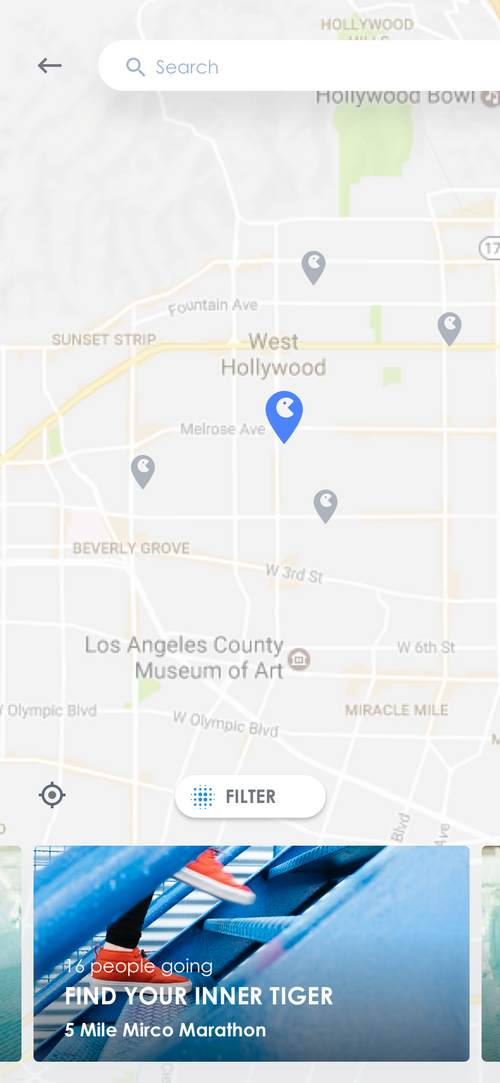 HOLLYWOOD
HILLS
Search
Hollywood Bowl
17
Fountain Ave
SUNSET STRIP
West
Hollywood
Melrose Ave
BEVERLY GROVE
W 3rd St
Los Angeles County
Museum of Art
W 6th St
Olympic Blvd
MIRACLE MILE
W Olympic Blvd
FILTER
Blvd
Ave
16 people going
FIND YOUR INNER TIGER
5 Mile Mirco Marathon